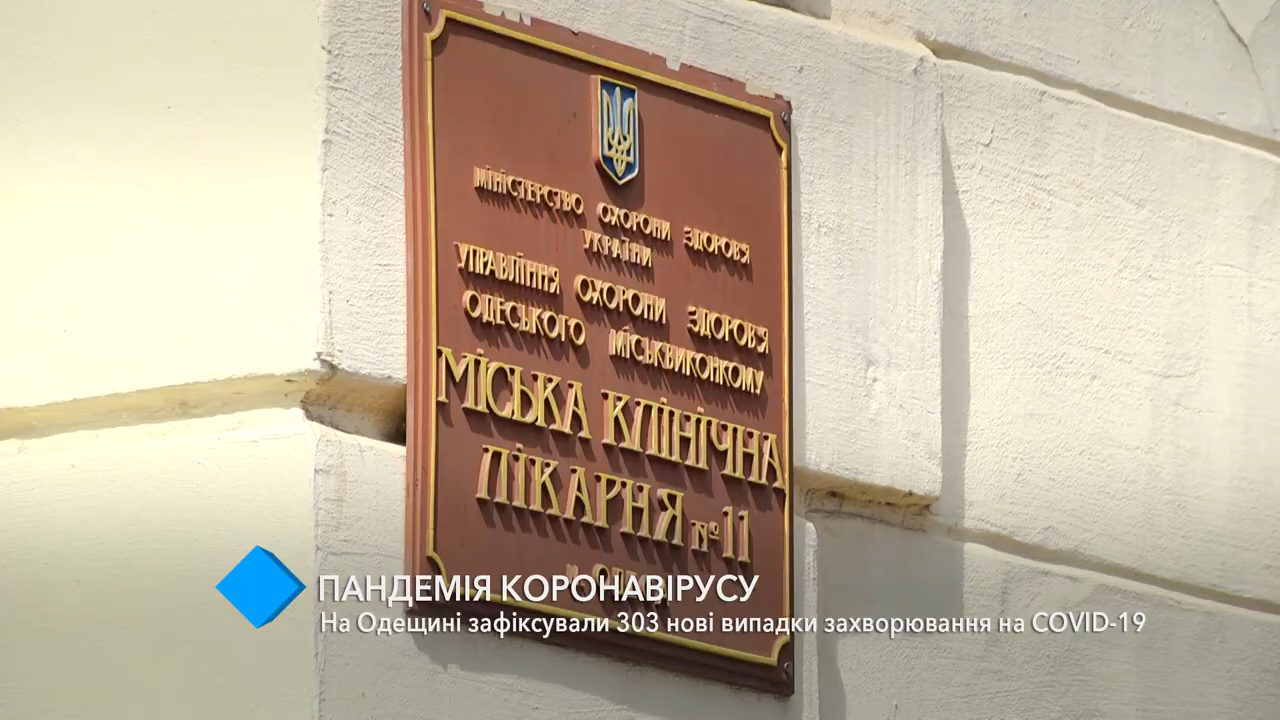 МІНІСТЕРСТВО ОХОРОНИ ЗДОРОВ'Я
УКРАЇНИ
УПРАВЛІННЯ ОХОРОНИ ЗДОРОВ'Я
ОДЕСЬКОГО МІСЬКВИКОНКОМУ
МІСЬКА КЛІНІЧНА
ЛІКАРНЯ №11
ПАНДЕМІЯ КОРОНАВІРУСУ
На Одещині зафіксували 303 нові випадки захворювання на COVID-19